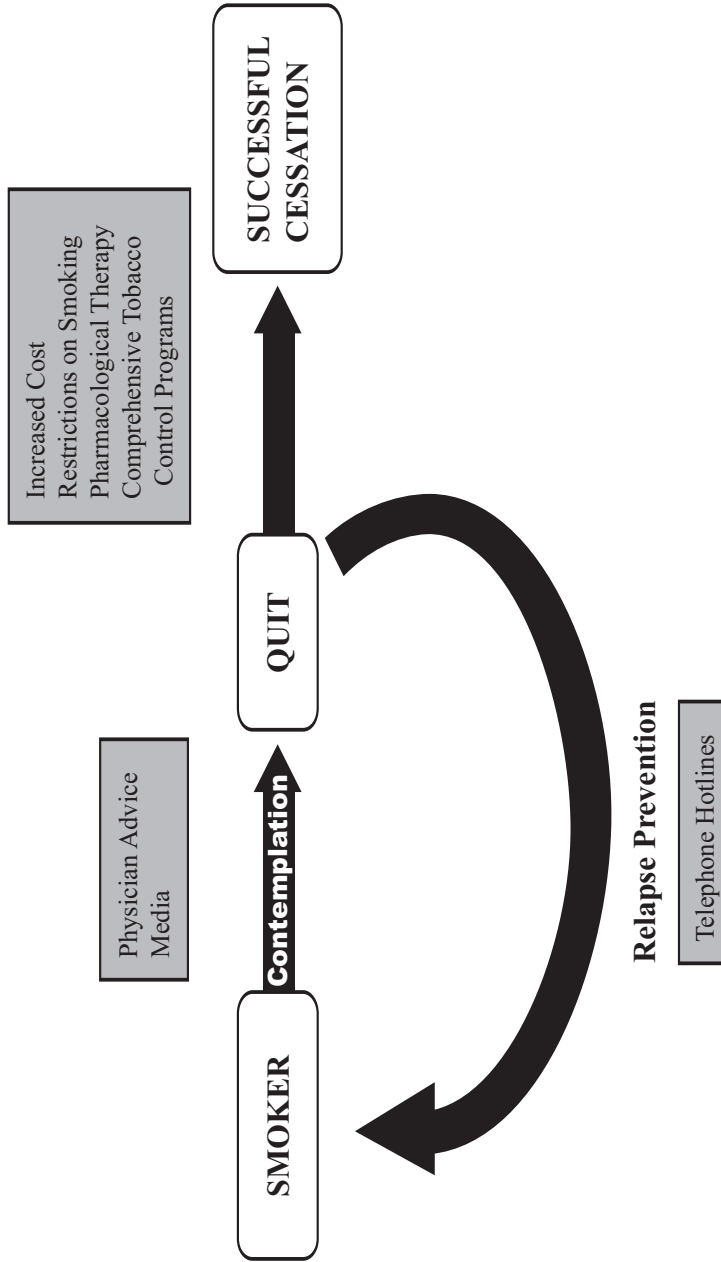 Increased Cost
Restrictions on Smoking
Pharmacological Therapy
Comprehensive Tobacco
Control Programs
Physician Advice
Media
SMOKER
Contemplation
QUIT
SUCCESSFUL
CESSATION
Relapse Prevention
Telephone Hotlines